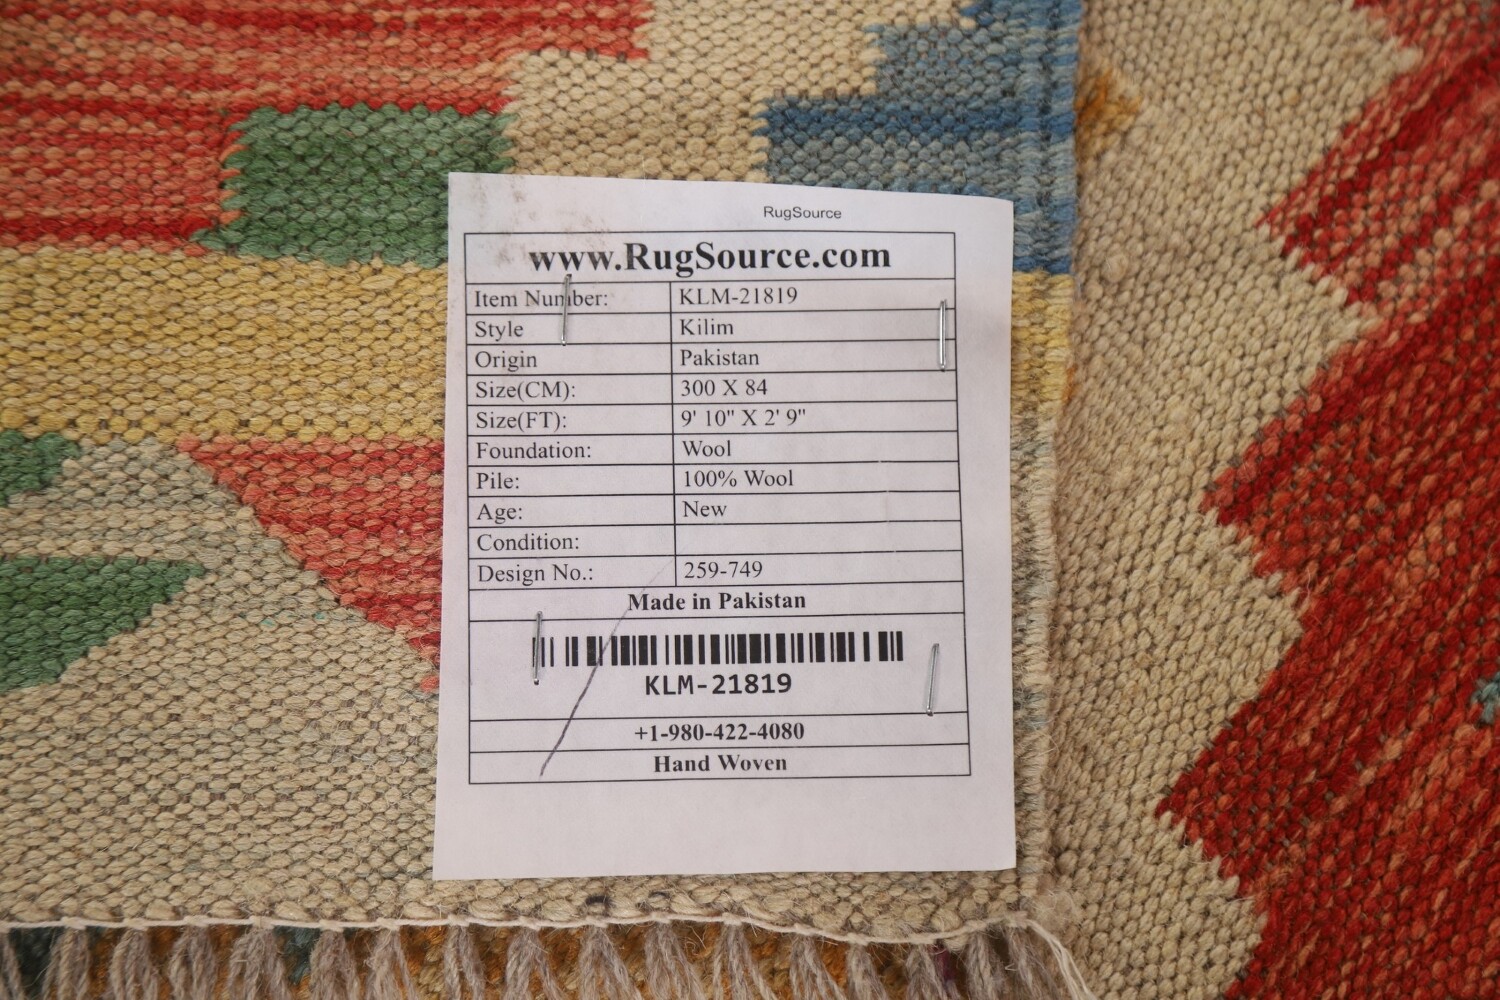 RugSource
www.RugSource.com
Item Number: KLM-21819
Style Kilim
Origin Pakistan
Size(CM): 300 X 84
Size(FT): 9' 10" X 2' 9"
Foundation: Wool
Pile: 100% Wool
Age: New
Condition:
Design No.: 259-749
Made in Pakistan
KLM-21819
+1-980-422-4080
Hand Woven